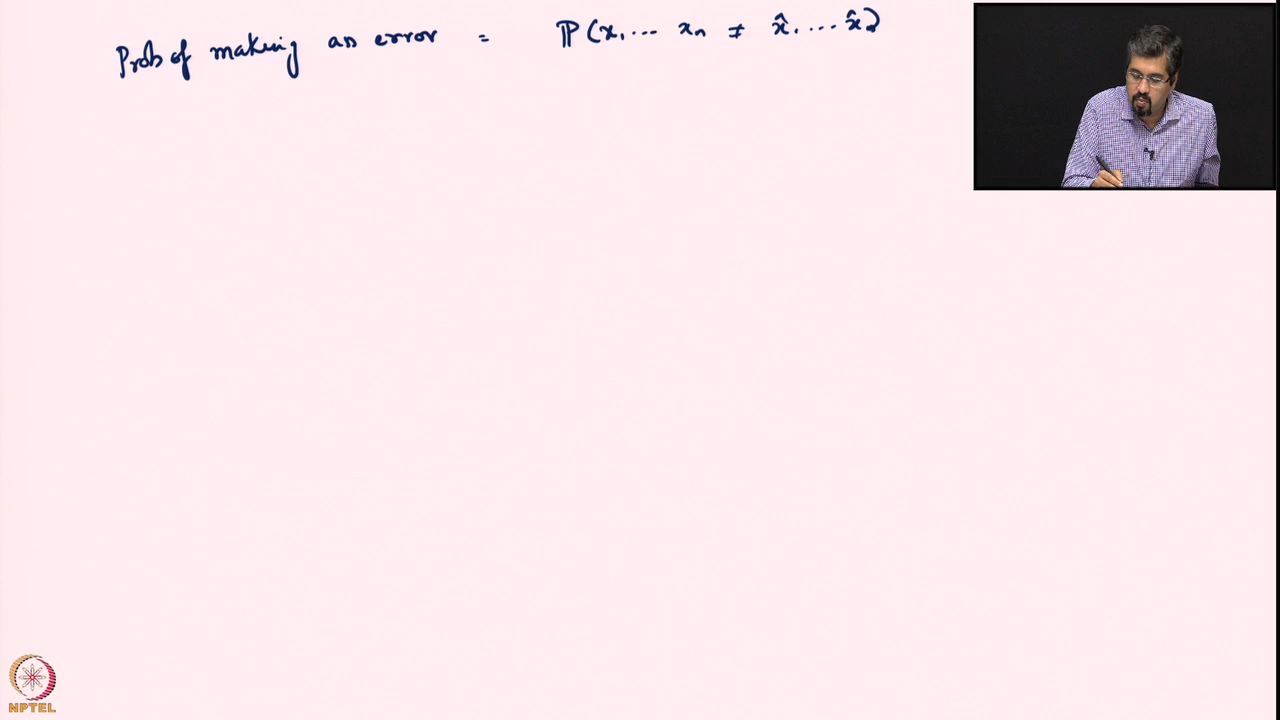 Prob of making an error = ℙ(x₁... xₙ ≠ x̂₁....x̂)
NPTEL